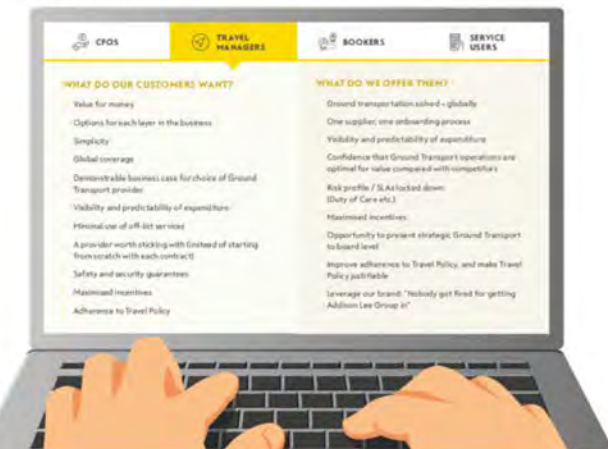 CFOS
TRAVEL
MANAGERS
BOOKERS
SERVICE
USERS
WHAT DO OUR CUSTOMERS WANT?
Value for money
Options for each layer in the business
Simplicity
Global coverage
Demonstrable business case for choice of Ground
Transport provider
Visibility and predictability of expenditure
Minimal use of off-list services
A provider worth sticking with (instead of starting
from scratch with each contract)
Safety and security guarantees
Maximised incentives
Adherence to Travel Policy
WHAT DO WE OFFER THEM?
Ground transportation solved – globally
One supplier, one onboarding process
Visibility and predictability of expenditure
Confidence that Ground Transport operations are
optimal for value compared with competitors
Risk profile / SLAs locked down
(Duty of Care etc.)
Maximised incentives
Opportunity to present strategic Ground Transport
to board level
Improve adherence to Travel Policy, and make Travel
Policy justifiable
Leverage our brand: "Nobody got fired for getting
Addison Lee Group in"